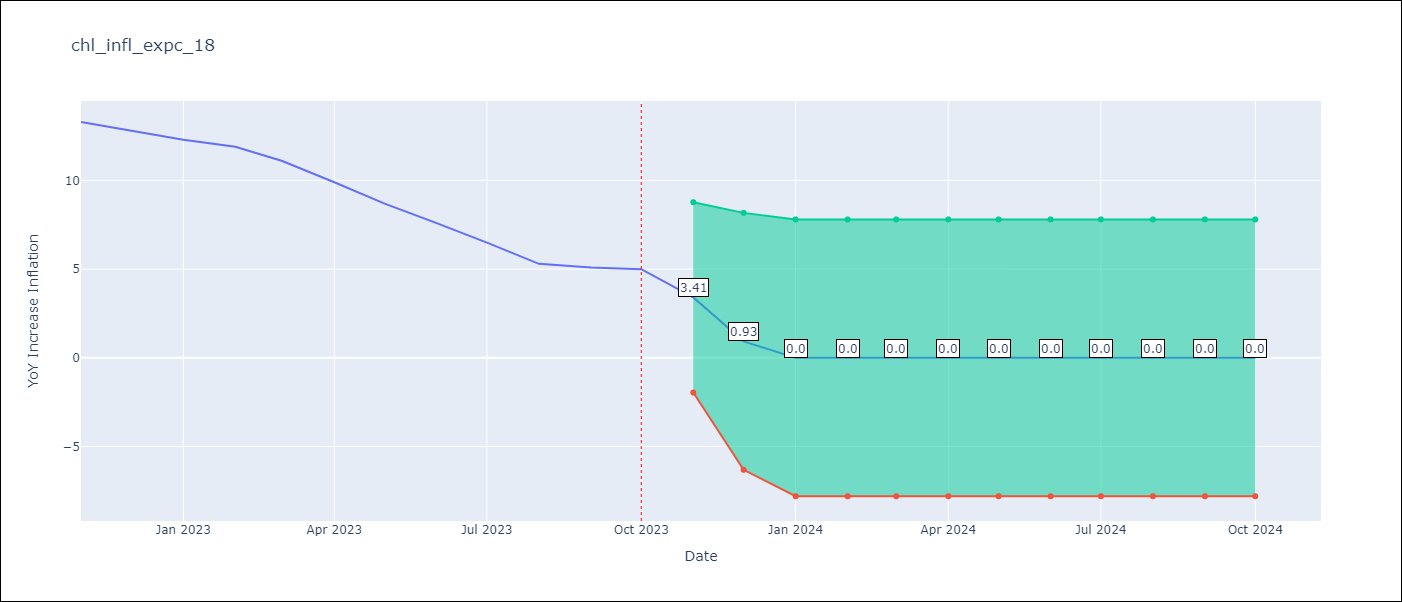 chl_infl_expc_18
YoY Increase Inflation
10
5
0
−5
3.41
0.93
0.0 0.0 0.0 0.0 0.0 0.0 0.0 0.0 0.0 0.0
Jan 2023 Apr 2023 Jul 2023 Oct 2023 Jan 2024 Apr 2024 Jul 2024 Oct 2024
Date